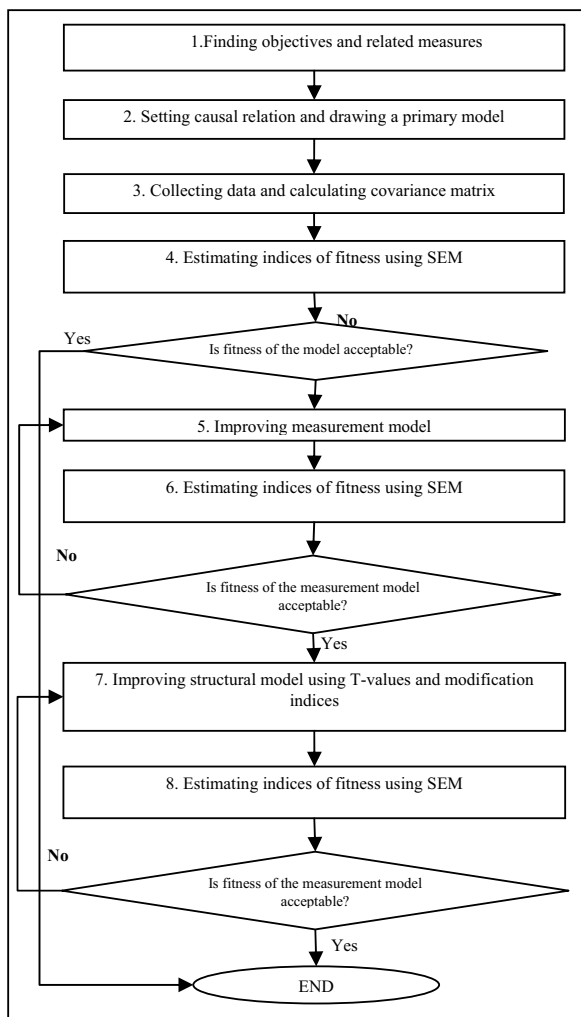 1.Finding objectives and related measures
2. Setting causal relation and drawing a primary model
3. Collecting data and calculating covariance matrix
4. Estimating indices of fitness using SEM
No
Yes
Is fitness of the model acceptable?
5. Improving measurement model
6. Estimating indices of fitness using SEM
No
Is fitness of the measurement model
acceptable?
Yes
7. Improving structural model using T-values and modification
indices
8. Estimating indices of fitness using SEM
No
Is fitness of the measurement model
acceptable?
Yes
END